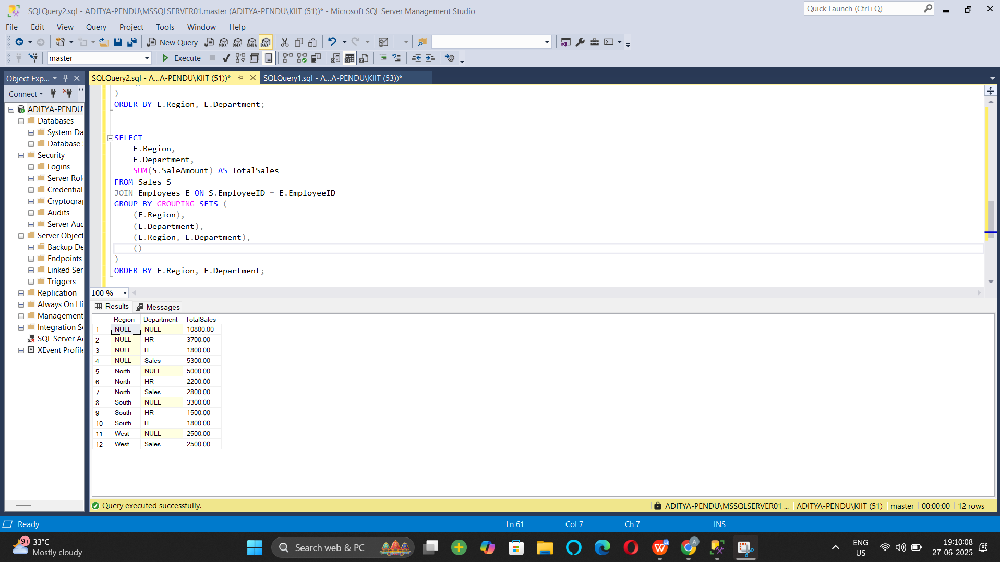 SQLQuery2.sql - ADITYA-PENDU\MSSQLSERVER01.master (ADITYA-PENDU\KIIT (51))* - Microsoft SQL Server Management Studio
Quick Launch (Ctrl+Q)
File Edit View Query Project Tools Window Help
New Query MDX DMX XMLA DAX
master Execute
Object Exp...
SQLQuery2.sql - A...A-PENDU\KIIT (51))* SQLQuery1.sql - A...A-PENDU\KIIT (53))*
Connect
ADITYA-PENDU\
Databases
System Da
Database S
Security
Logins
Server Role
Credential
Cryptograp
Audits
Server Aud
Server Object
Backup De
Endpoints
Linked Ser
Triggers
Replication
Always On Hi
Management
Integration Se
SQL Server Ag
XEvent Profile
)
ORDER BY E.Region, E.Department;
SELECT
E.Region,
E.Department,
SUM(S.SaleAmount) AS TotalSales
FROM Sales S
JOIN Employees E ON S.EmployeeID = E.EmployeeID
GROUP BY GROUPING SETS (
(E.Region),
(E.Department),
(E.Region, E.Department),
()
)
ORDER BY E.Region, E.Department;
100 %
Results Messages
Region Department TotalSales
1 NULL NULL 10800.00
2 NULL HR 3700.00
3 NULL IT 1800.00
4 NULL Sales 5300.00
5 North NULL 5000.00
6 North HR 2200.00
7 North Sales 2800.00
8 South NULL 3300.00
9 South HR 1500.00
10 South IT 1800.00
11 West NULL 2500.00
12 West Sales 2500.00
Query executed successfully.
ADITYA-PENDU\MSSQLSERVER01 ... ADITYA-PENDU\KIIT (51) master 00:00:00 12 rows
Ready Ln 61 Col 7 Ch 7 INS
9+ 33°C
Mostly cloudy
Search web & PC
ENG
US
19:10:08
27-06-2025